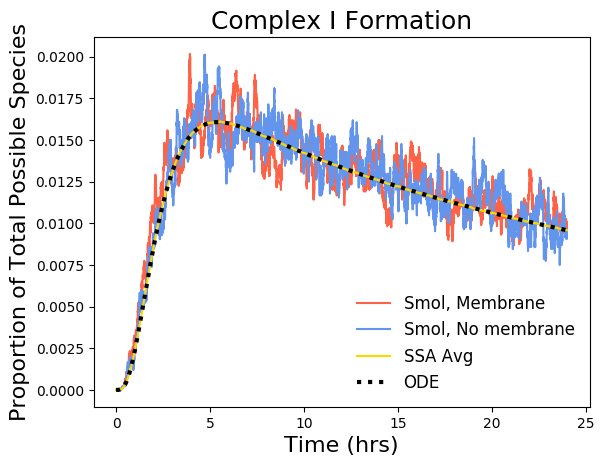 Complex I Formation
Proportion of Total Possible Species
0.0200
0.0175
0.0150
0.0125
0.0100
0.0075
0.0050
0.0025
0.0000
Smol, Membrane
Smol, No membrane
SSA Avg
ODE
0 5 10 15 20 25
Time (hrs)